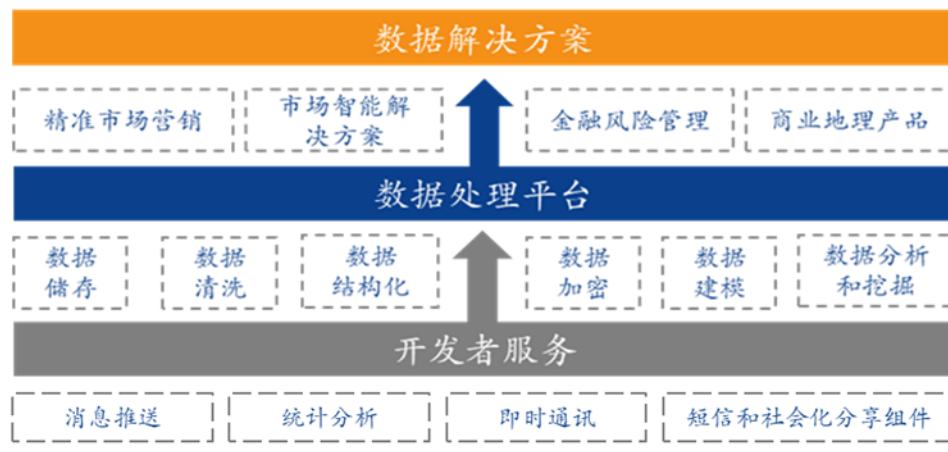 数据解决方案
精准市场营销
市场智能解
决方案
金融风险管理
商业地理产品
数据处理平台
数据
储存
数据
清洗
数据
结构化
数据
加密
数据
建模
数据分析
和挖掘
开发者服务
消息推送
统计分析
即时通讯
短信和社会化分享组件